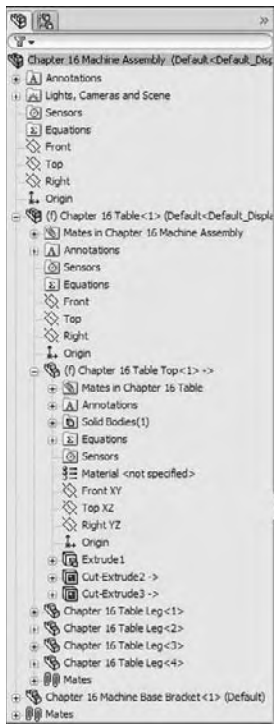 Chapter 16 Machine Assembly (Default<Default_Disp
Annotations
Lights, Cameras and Scene
Sensors
Equations
Front
Top
Right
Origin
(f) Chapter 16 Table<1> (Default<Default_Displa
Mates in Chapter 16 Machine Assembly
Annotations
Sensors
Equations
Front
Top
Right
Origin
(f) Chapter 16 Table Top<1> ->
Mates in Chapter 16 Table
Annotations
Solid Bodies(1)
Equations
Sensors
Material <not specified>
Front XY
Top XZ
Right YZ
Origin
Extrude1
Cut-Extrude2 ->
Cut-Extrude3 ->
Chapter 16 Table Leg<1>
Chapter 16 Table Leg<2>
Chapter 16 Table Leg<3>
Chapter 16 Table Leg<4>
Mates
Chapter 16 Machine Base Bracket<1> (Default)
Mates